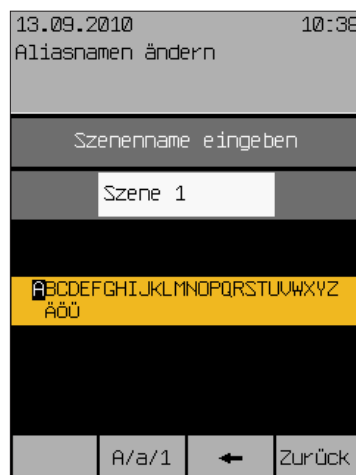 13.09.2010 10:38
Aliasnamen ändern
Szenenname eingeben
Szene 1
ABCDEFGHIJKLMNOPQRSTUVWXYZ
ÄÖÜ
A/a/1 ← Zurück